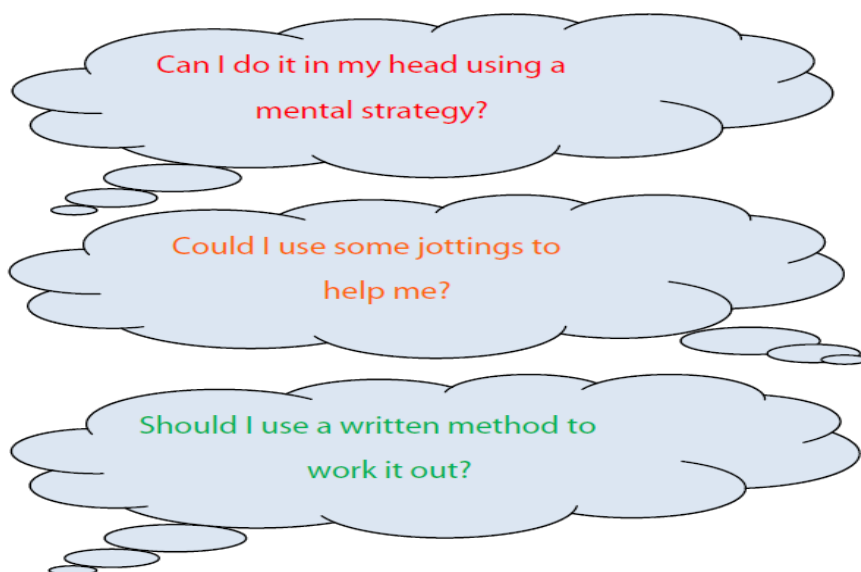 Can I do it in my head using a
mental strategy?
Could I use some jottings to
help me?
Should I use a written method to
work it out?